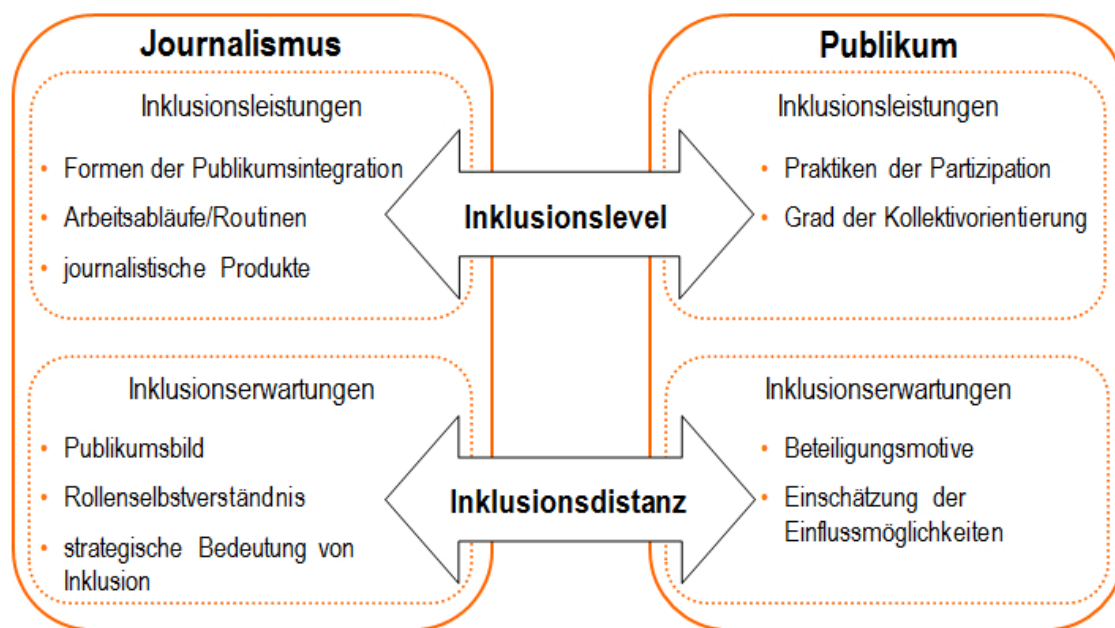 Journalismus
Inklusionsleistungen
• Formen der Publikumsintegration
• Arbeitsabläufe/Routinen
• journalistische Produkte
Inklusionserwartungen
• Publikumsbild
• Rollenselbstverständnis
• strategische Bedeutung von
Inklusion
Inklusionslevel
Inklusionsdistanz
Publikum
Inklusionsleistungen
• Praktiken der Partizipation
• Grad der Kollektivorientierung
Inklusionserwartungen
• Beteiligungsmotive
• Einschätzung der
Einflussmöglichkeiten